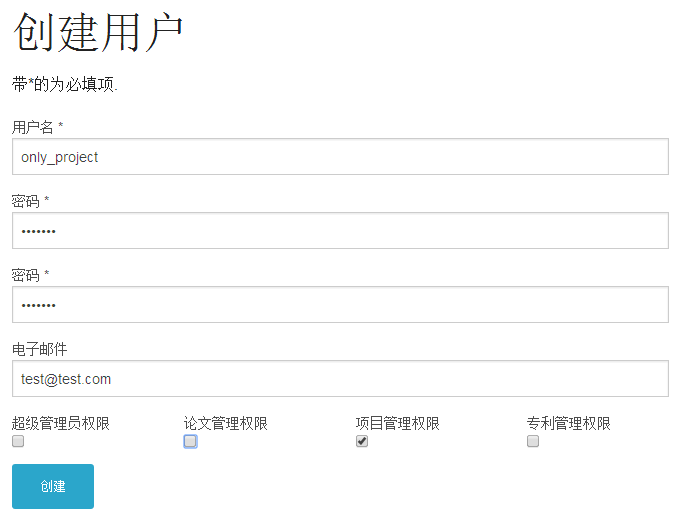 创建用户
带*的为必填项.
用户名 *
only_project
密码 *
•••••••
密码 *
•••••••
电子邮件
test@test.com
超级管理员权限 论文管理权限 项目管理权限 专利管理权限
创建